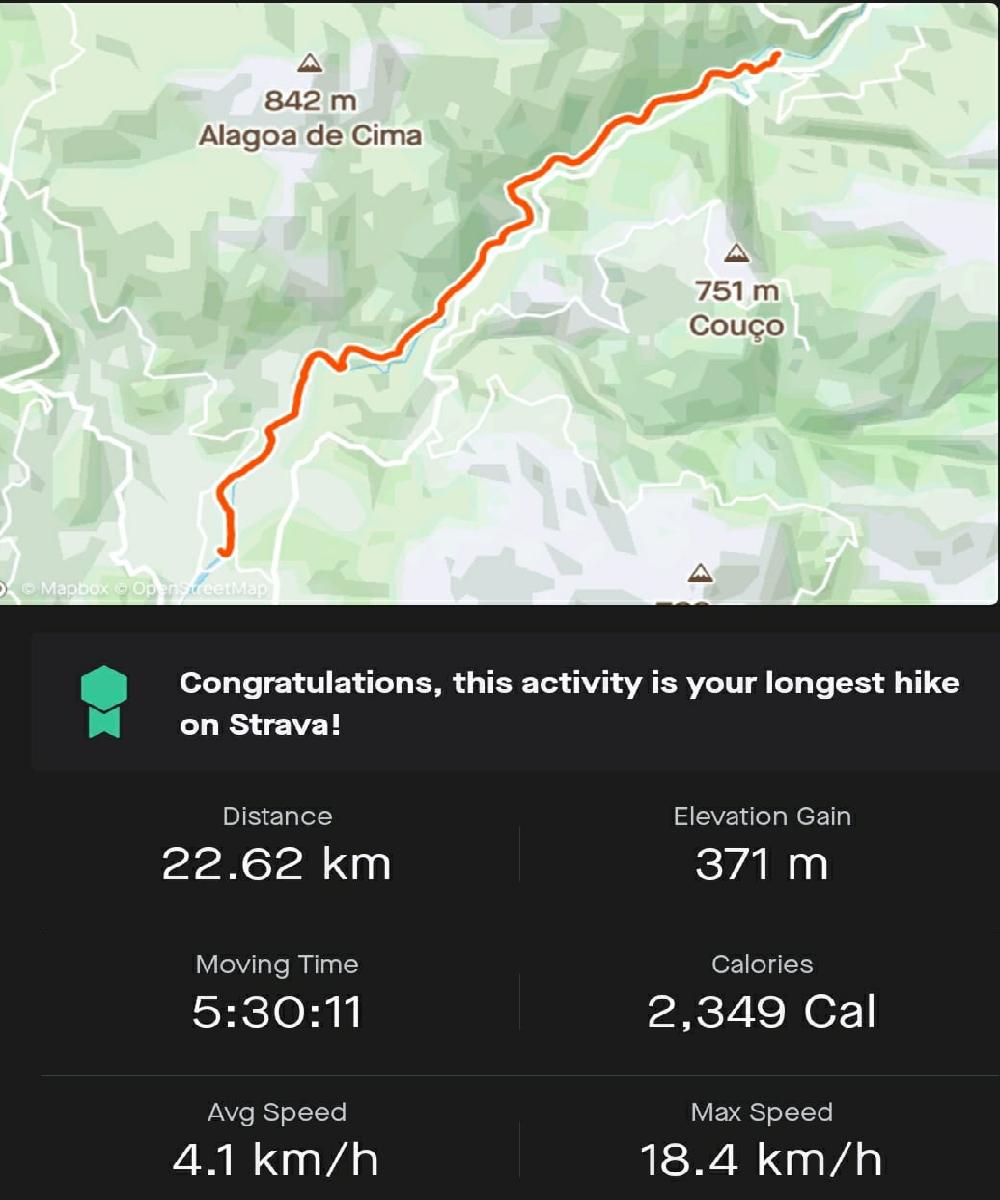 842 m
Alagoa de Cima
751 m
Couço
© Mapbox © OpenStreetMap
Congratulations, this activity is your longest hike
on Strava!
Distance
Elevation Gain
22.62 km
371 m
Moving Time
Calories
5:30:11
2,349 Cal
Avg Speed
Max Speed
4.1 km/h
18.4 km/h